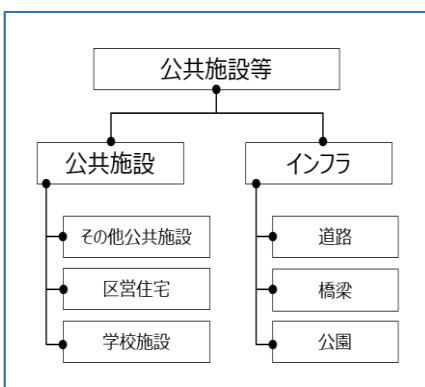 公共施設等
公共施設
インフラ
その他公共施設
道路
区営住宅
橋梁
学校施設
公園